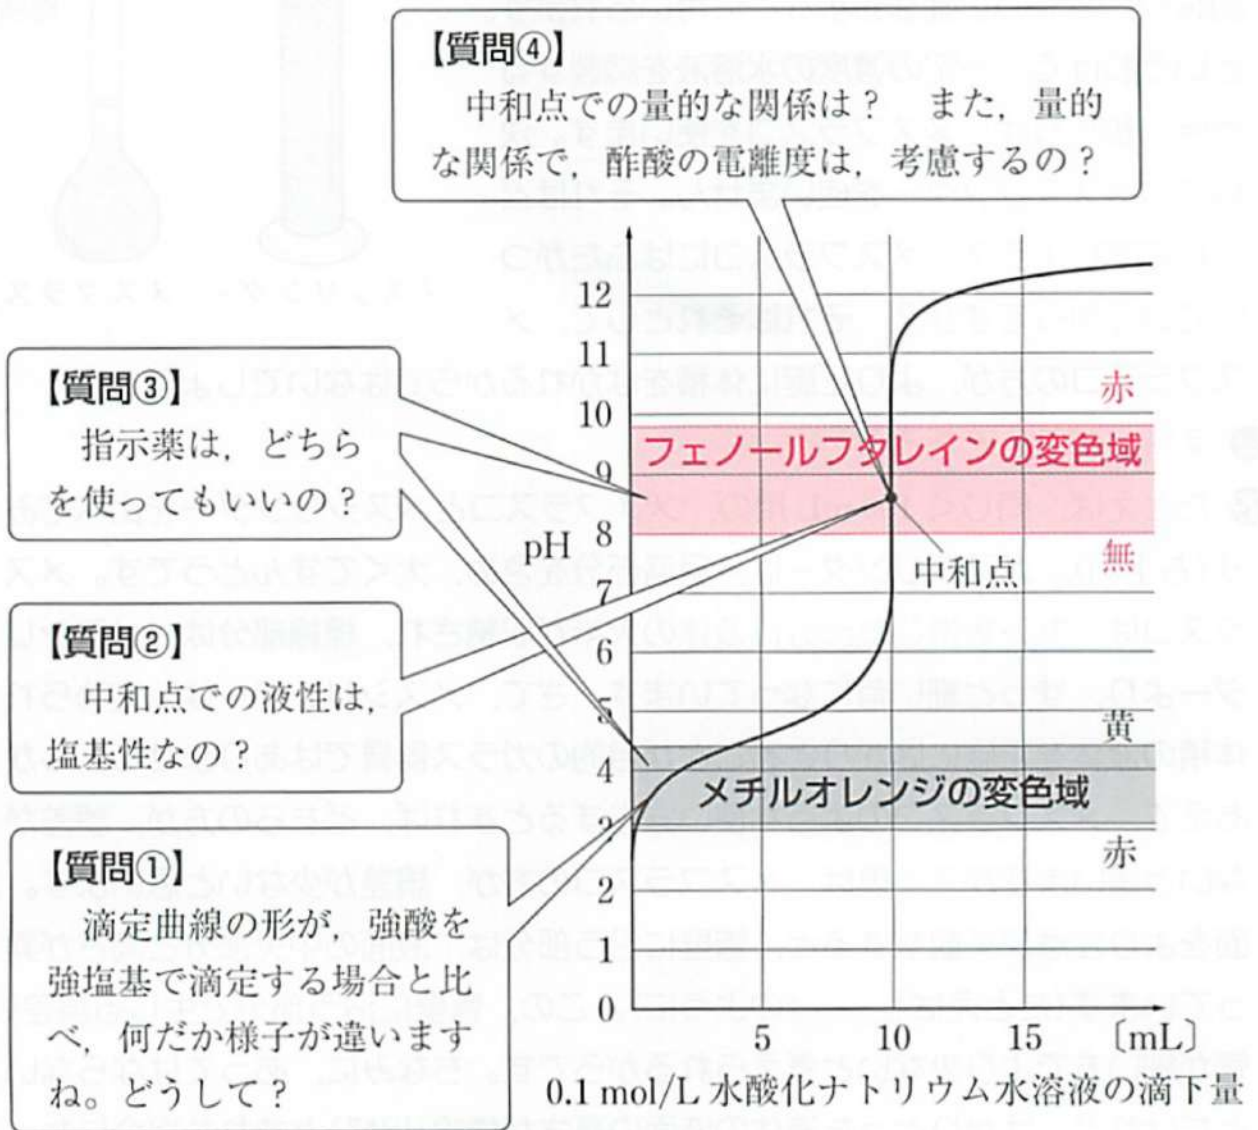 【質問④】
中和点での量的な関係は？ また，量的
な関係で，酢酸の電離度は，考慮するの？
【質問③】
指示薬は，どちら
を使ってもいいの？
【質問②】
中和点での液性は，
塩基性なの？
【質問①】
滴定曲線の形が，強酸を
強塩基で滴定する場合と比
べ，何だか様子が違います
ね。どうして？
pH
12
11
10
9
8
7
6
5
4
3
2
1
0
赤
フェノールフタレインの変色域
無
中和点
黄
メチルオレンジの変色域
赤
5 10 15 〔mL〕
0.1 mol/L 水酸化ナトリウム水溶液の滴下量